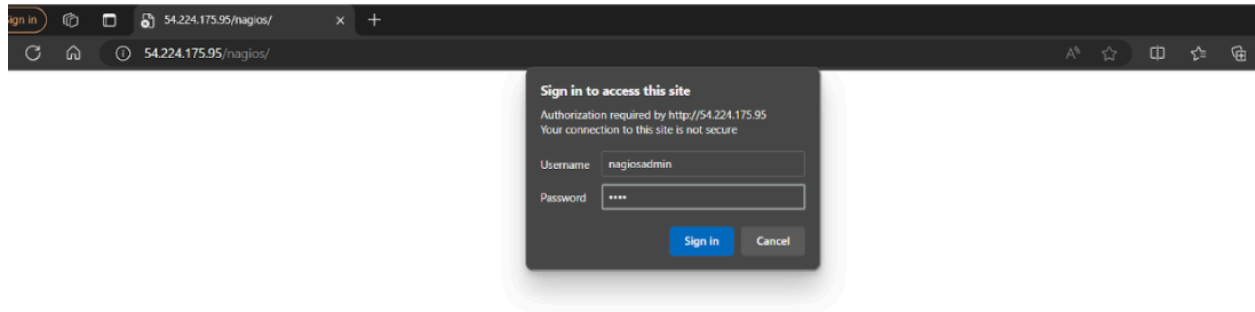 sign in
54.224.175.95/nagios/
54.224.175.95/nagios/
Sign in to access this site
Authorization required by http://54.224.175.95
Your connection to this site is not secure
Username nagiosadmin
Password ••••
Sign in Cancel